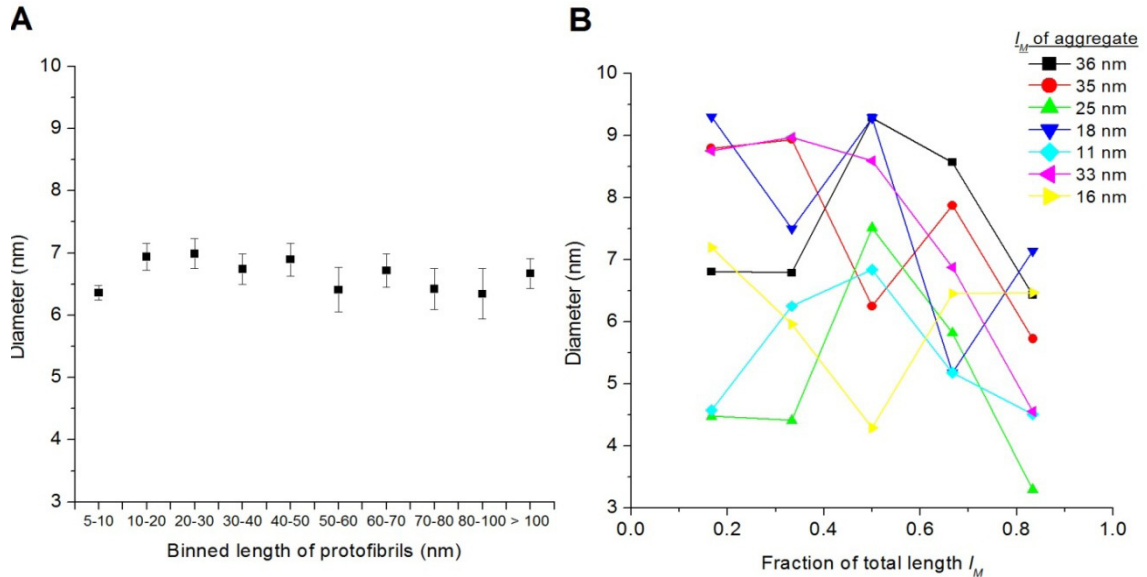 A
10
9
8
7
6
5
4
3
Diameter (nm)
5-10 10-20 20-30 30-40 40-50 50-60 60-70 70-80 80-100 > 100
Binned length of protofibrils (nm)
B
l_M of aggregate
36 nm
35 nm
25 nm
18 nm
11 nm
33 nm
16 nm
10
9
8
7
6
5
4
3
Diameter (nm)
0.0 0.2 0.4 0.6 0.8 1.0
Fraction of total length l_M